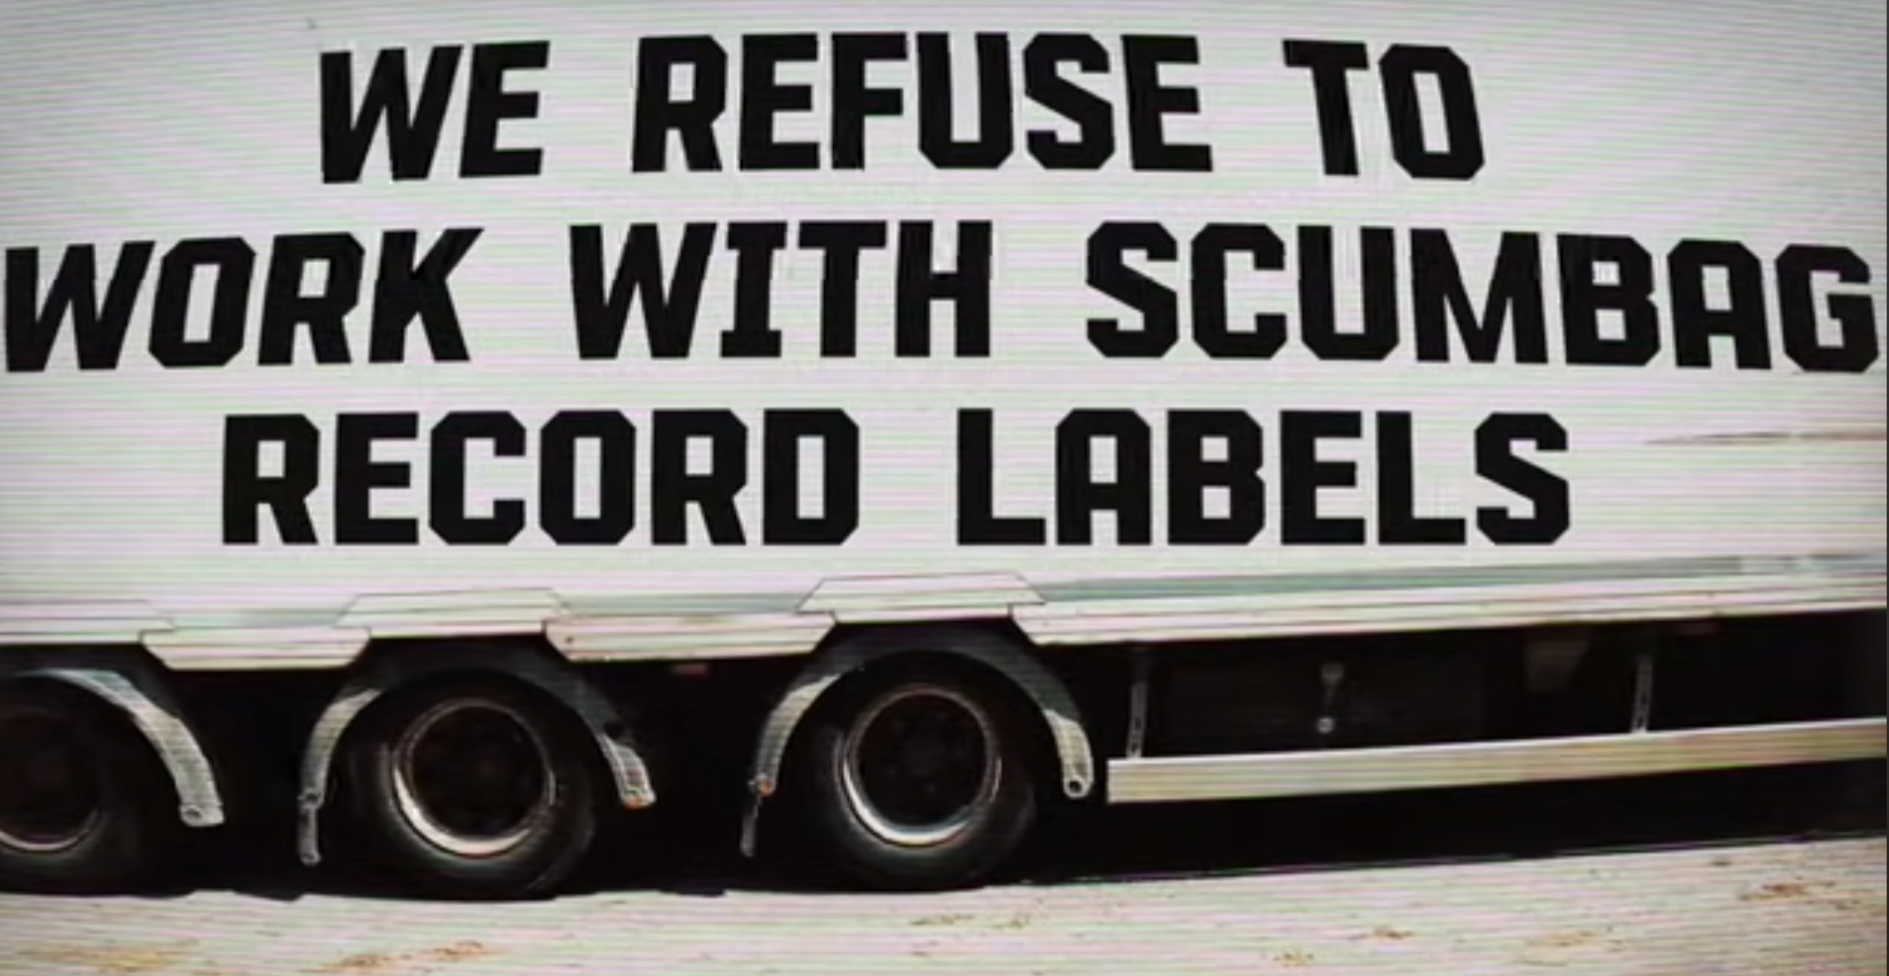 WE REFUSE TO
WORK WITH SCUMBAG
RECORD LABELS